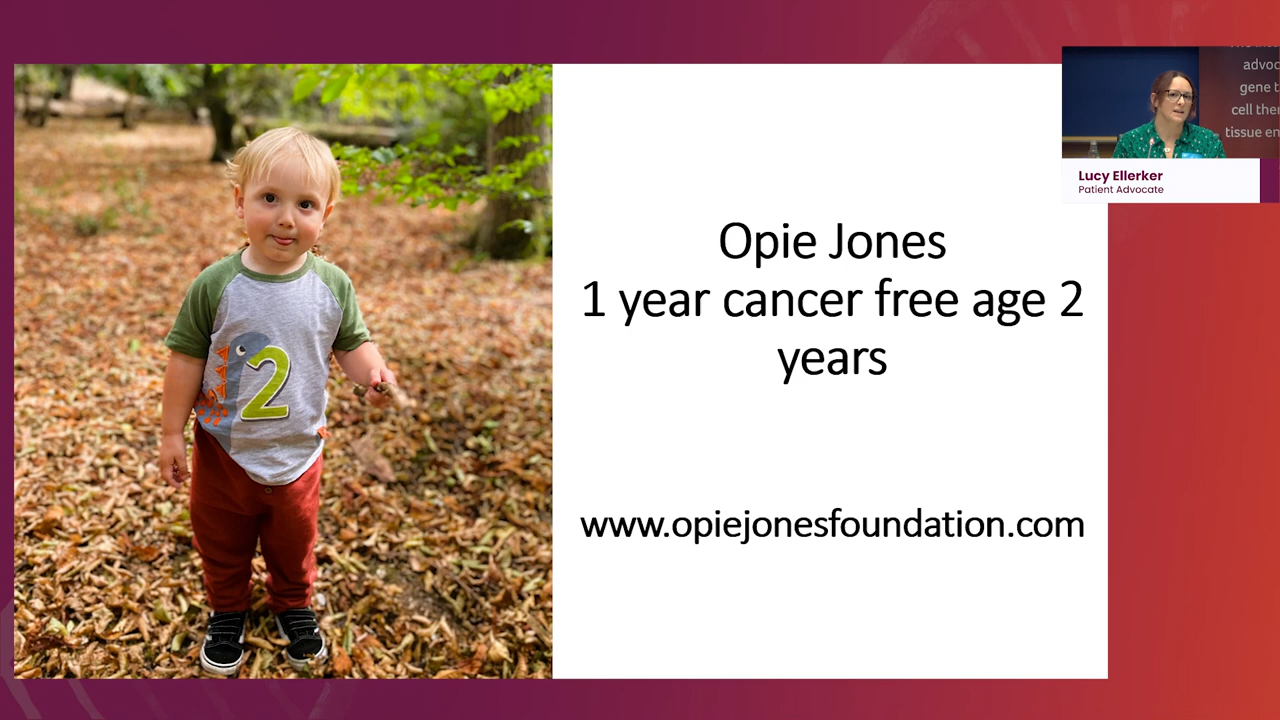 Opie Jones
1 year cancer free age 2
years
www.opiejonesfoundation.com
2
advoc
gene t
cell ther
tissue en
Lucy Ellerker
Patient Advocate